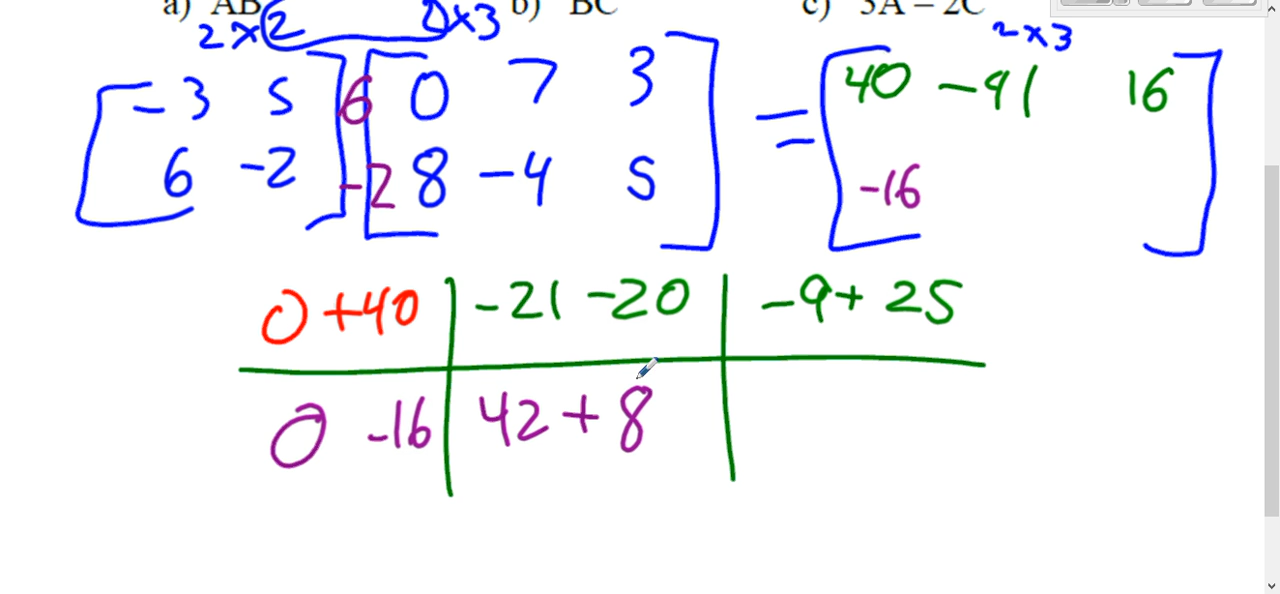 a) AB b) BC c) 3A – 2C
2×2 2×3 2×3
-3 5 6 0 7 3 = 40 -41 16
6 -2 -2 8 -4 5 -16
0 +40 -21 -20 -9+ 25
0 -16 42 + 8